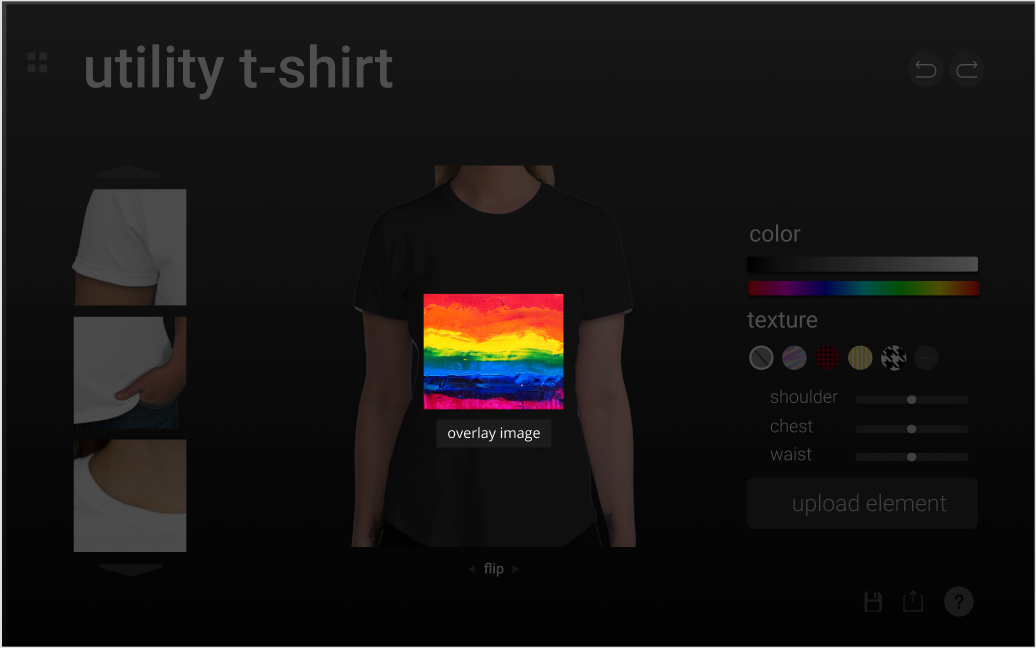 utility t-shirt
color
texture
shoulder
chest
waist
overlay image
upload element
flip
?